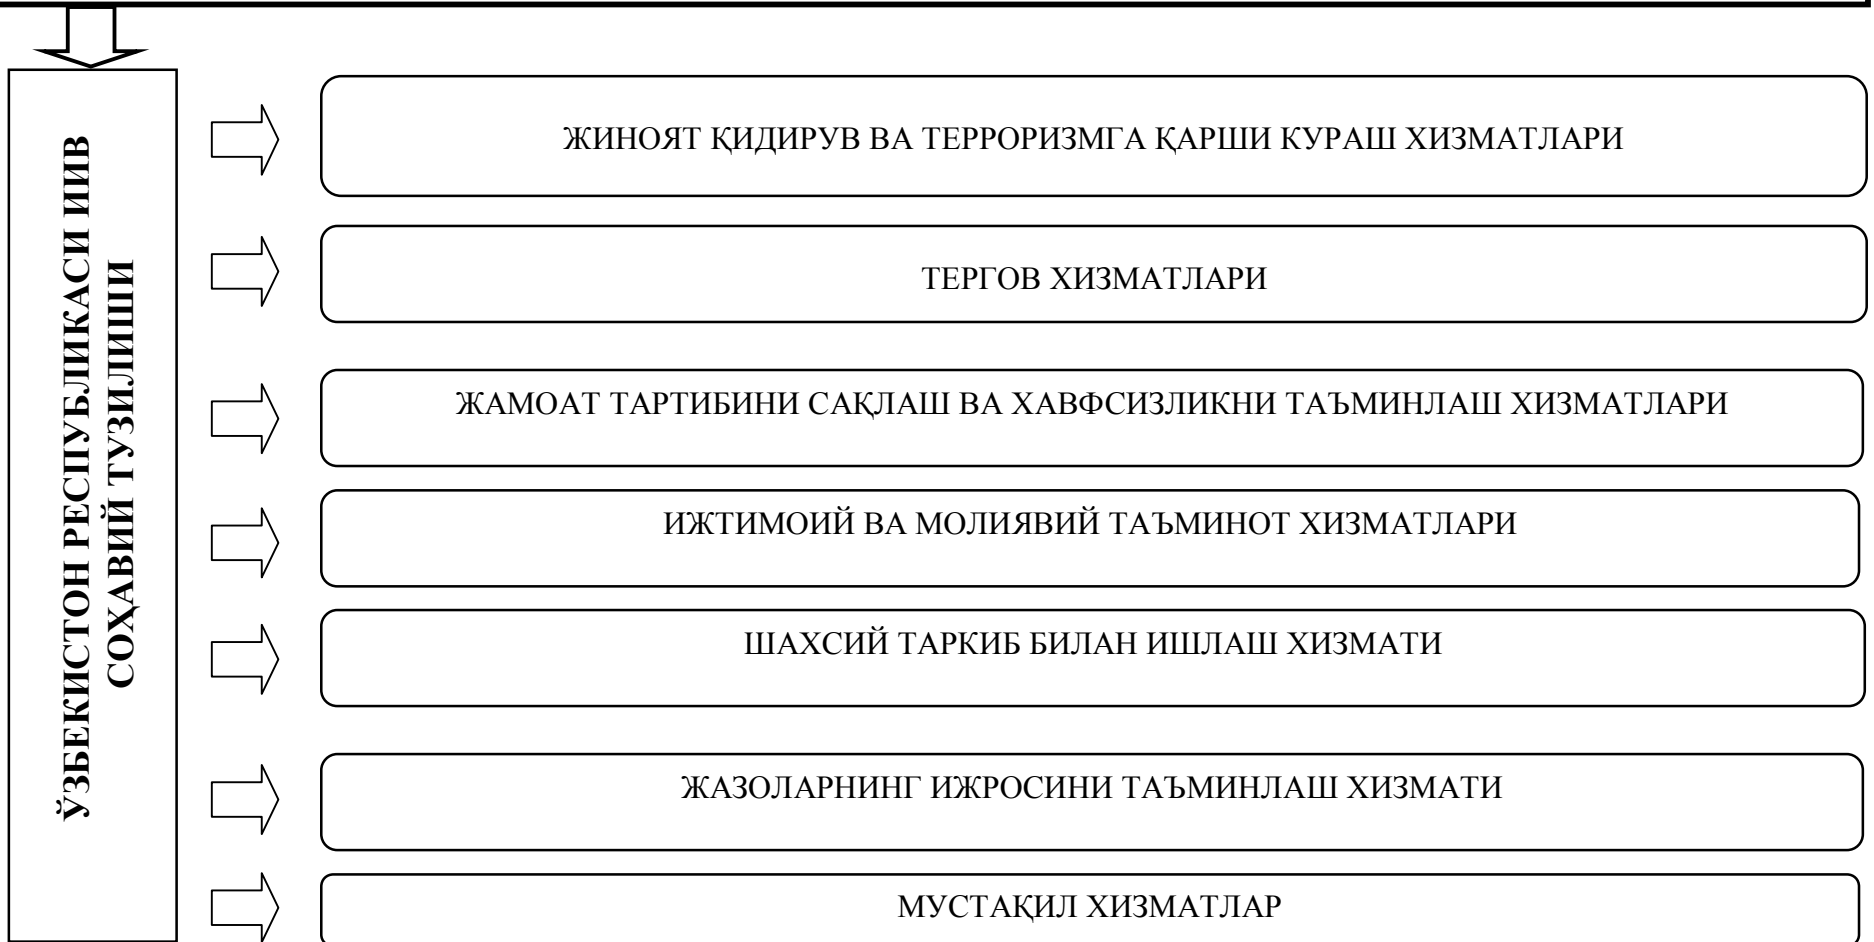 ЎЗБЕКИСТОН РЕСПУБЛИКАСИ ИИВ
СОҲАВИЙ ТУЗИЛИШИ
ЖИНОЯТ ҚИДИРУВ ВА ТЕРРОРИЗМГА ҚАРШИ КУРАШ ХИЗМАТЛАРИ
ТЕРГОВ ХИЗМАТЛАРИ
ЖАМОАТ ТАРТИБИНИ САҚЛАШ ВА ХАВФСИЗЛИКНИ ТАЪМИНЛАШ ХИЗМАТЛАРИ
ИЖТИМОИЙ ВА МОЛИЯВИЙ ТАЪМИНОТ ХИЗМАТЛАРИ
ШАХСИЙ ТАРКИБ БИЛАН ИШЛАШ ХИЗМАТИ
ЖАЗОЛАРНИНГ ИЖРОСИНИ ТАЪМИНЛАШ ХИЗМАТИ
МУСТАҚИЛ ХИЗМАТЛАР